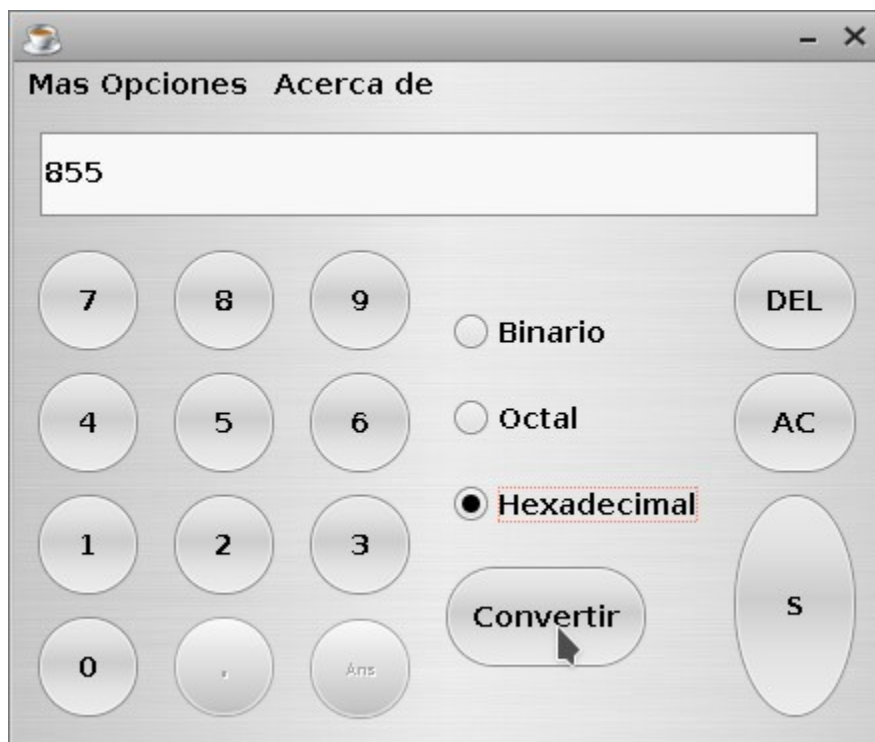 Mas Opciones Acerca de
855
7 8 9 DEL
Binario
4 5 6 Octal AC
Hexadecimal
1 2 3
Convertir S
0 . Ans